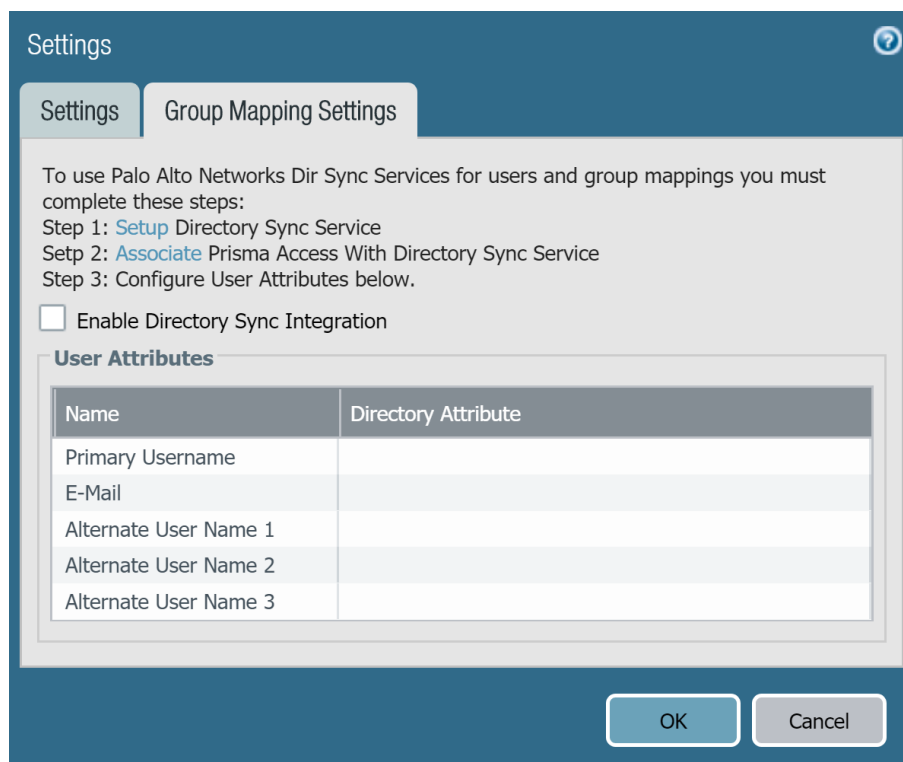 Settings
?
Settings
Group Mapping Settings
To use Palo Alto Networks Dir Sync Services for users and group mappings you must
complete these steps:
Step 1: Setup Directory Sync Service
Setp 2: Associate Prisma Access With Directory Sync Service
Step 3: Configure User Attributes below.
Enable Directory Sync Integration
User Attributes
Name Directory Attribute
Primary Username
E-Mail
Alternate User Name 1
Alternate User Name 2
Alternate User Name 3
OK Cancel